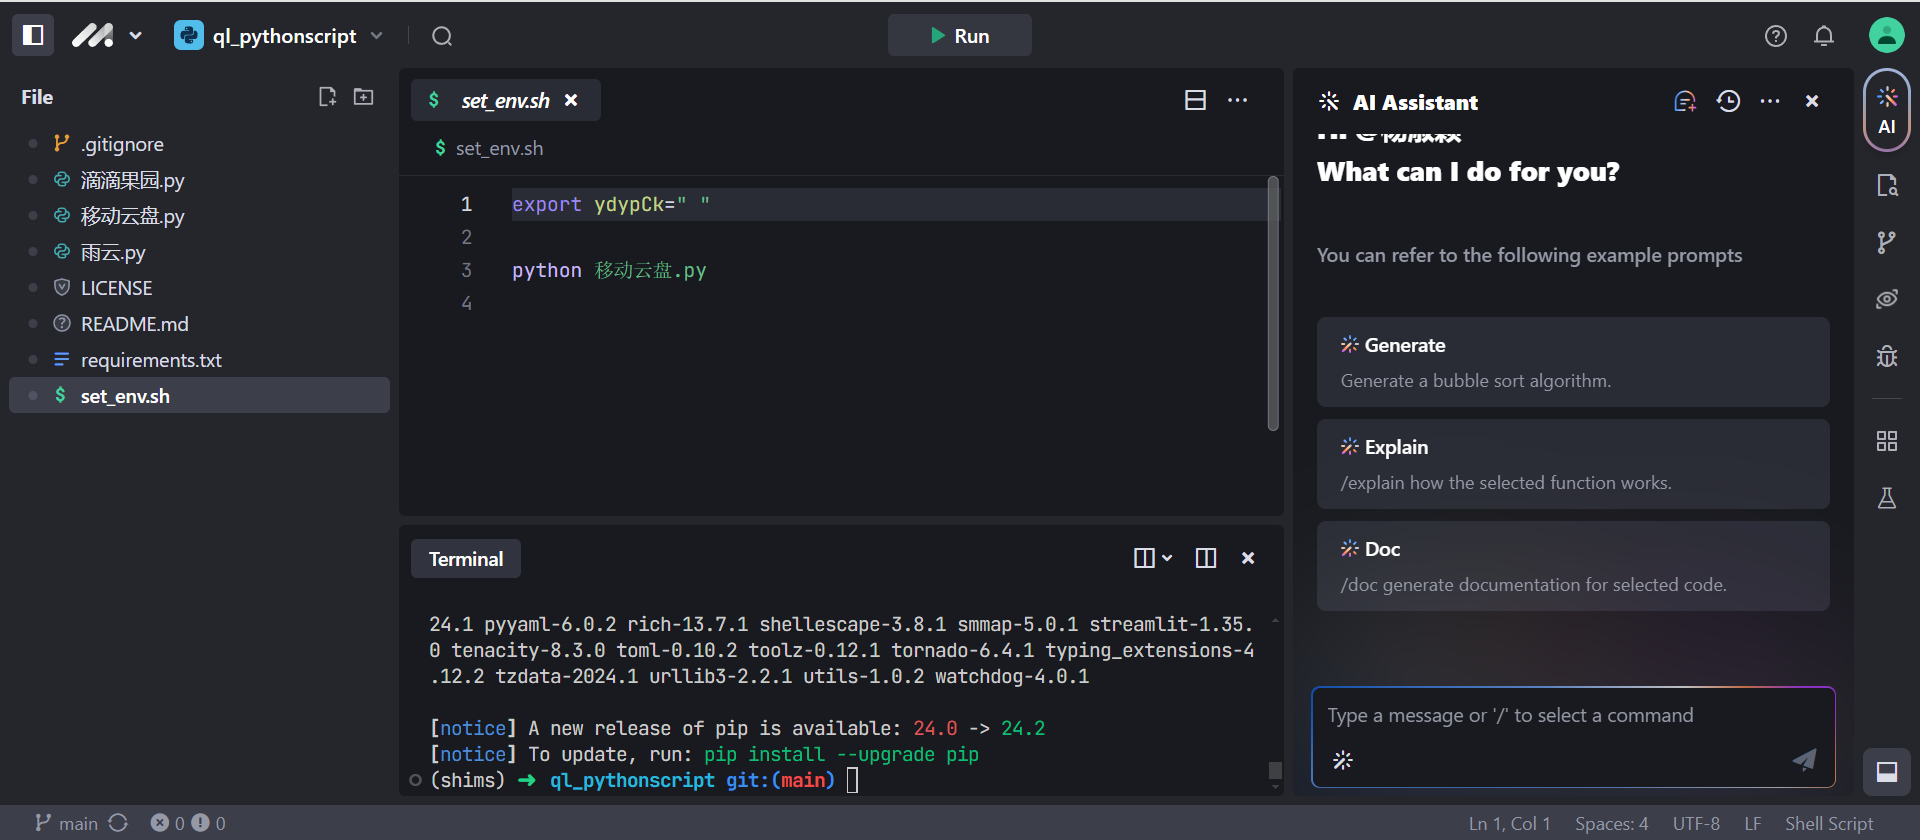 ql_pythonscript
Run
File
.gitignore
滴滴果园.py
移动云盘.py
雨云.py
LICENSE
README.md
requirements.txt
$ set_env.sh
$ set_env.sh
$ set_env.sh
1 export ydypCk=" "
2
3 python 移动云盘.py
4
Terminal
24.1 pyyaml-6.0.2 rich-13.7.1 shellescape-3.8.1 smmap-5.0.1 streamlit-1.35.
0 tenacity-8.3.0 toml-0.10.2 toolz-0.12.1 tornado-6.4.1 typing_extensions-4
.12.2 tzdata-2024.1 urllib3-2.2.1 utils-1.0.2 watchdog-4.0.1
[notice] A new release of pip is available: 24.0 -> 24.2
[notice] To update, run: pip install --upgrade pip
(shims) ➜ ql_pythonscript git:(main)
AI Assistant
What can I do for you?
You can refer to the following example prompts
Generate
Generate a bubble sort algorithm.
Explain
/explain how the selected function works.
Doc
/doc generate documentation for selected code.
Type a message or '/' to select a command
AI
main
0
0
Ln 1, Col 1
Spaces: 4
UTF-8
LF
Shell Script